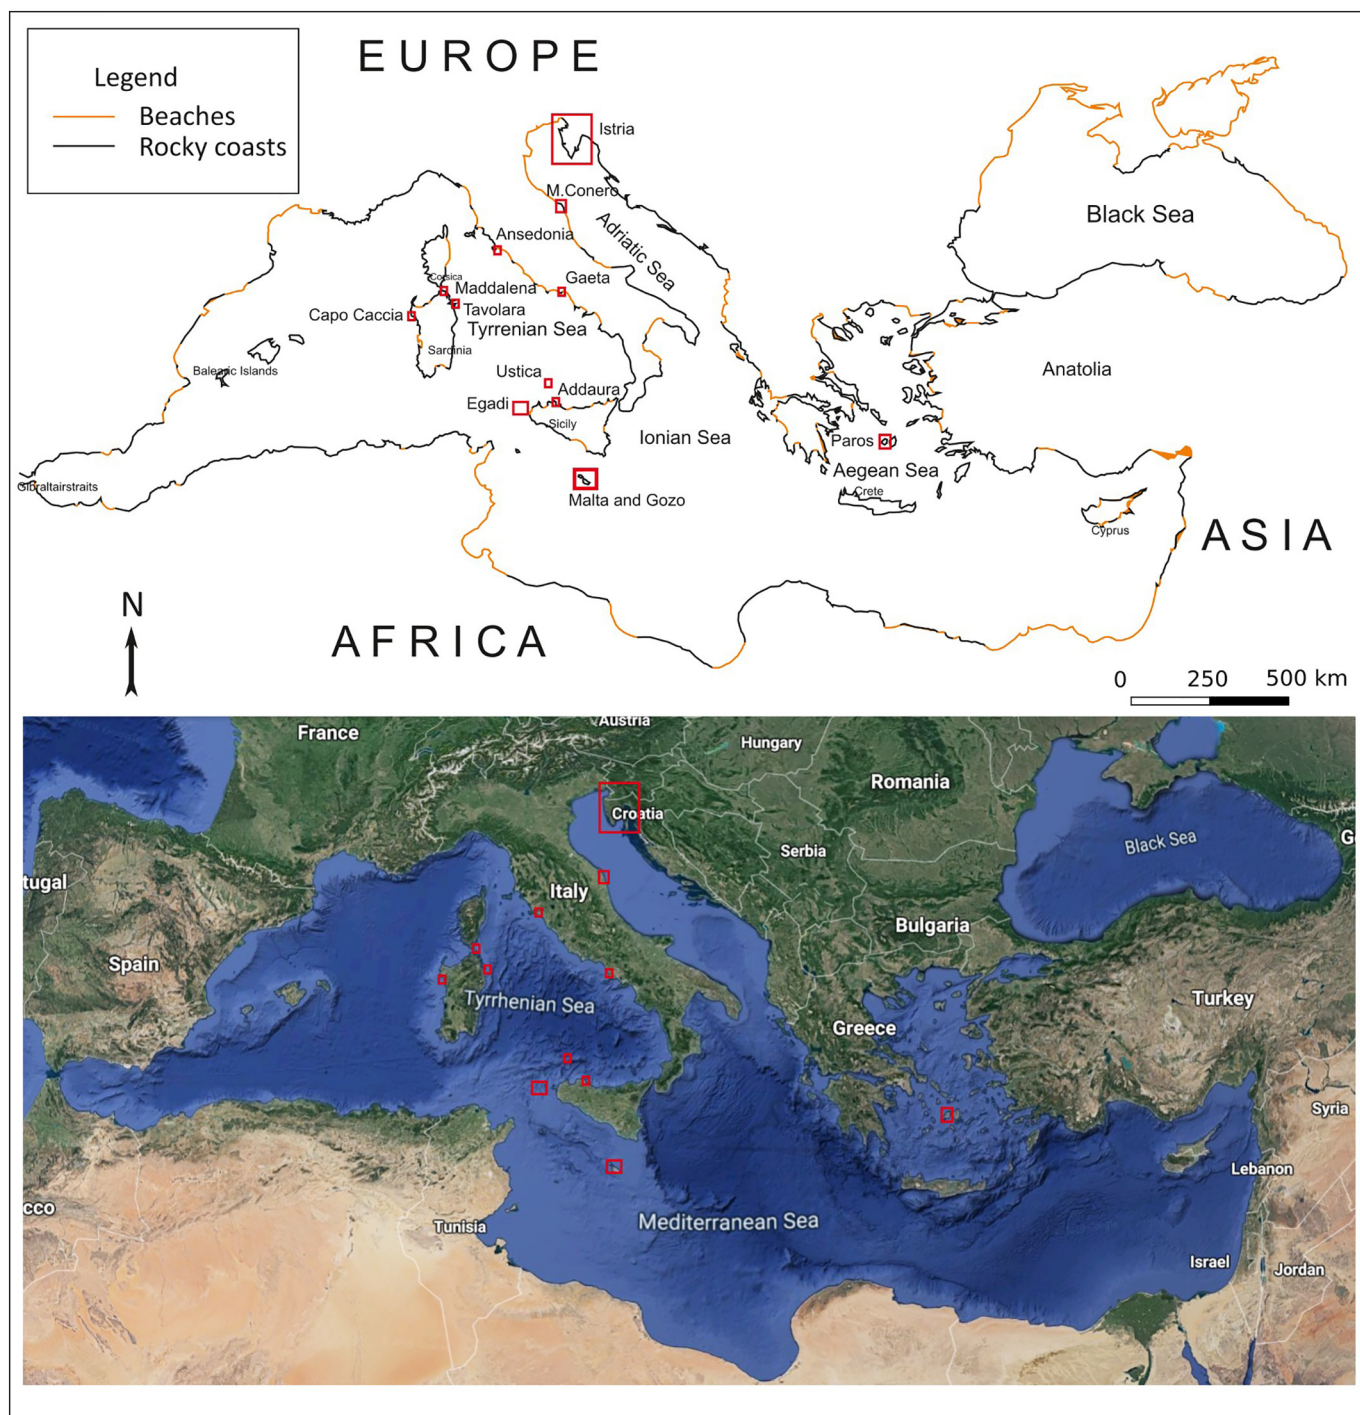 EUROPE
Legend
Beaches
Rocky coasts
Istria
M.Conero
Adriatic Sea
Black Sea
Ansedonia
Corsica
Maddalena
Gaeta
Tavolara
Capo Caccia
Tyrrenian Sea
Sardinia
Balearic Islands
Anatolia
Ustica
Addaura
Egadi
Sicily
Ionian Sea
Paros
Aegean Sea
Gibraltairstraits
Malta and Gozo
Crete
Cyprus
ASIA
N
AFRICA
0 250 500 km
Austria
France
Hungary
Romania
Croatia
Black Sea
Serbia
G
tugal
Italy
Bulgaria
Spain
Tyrrhenian Sea
Turkey
Greece
Syria
Lebanon
cco
Tunisia
Mediterranean Sea
Israel
Jordan